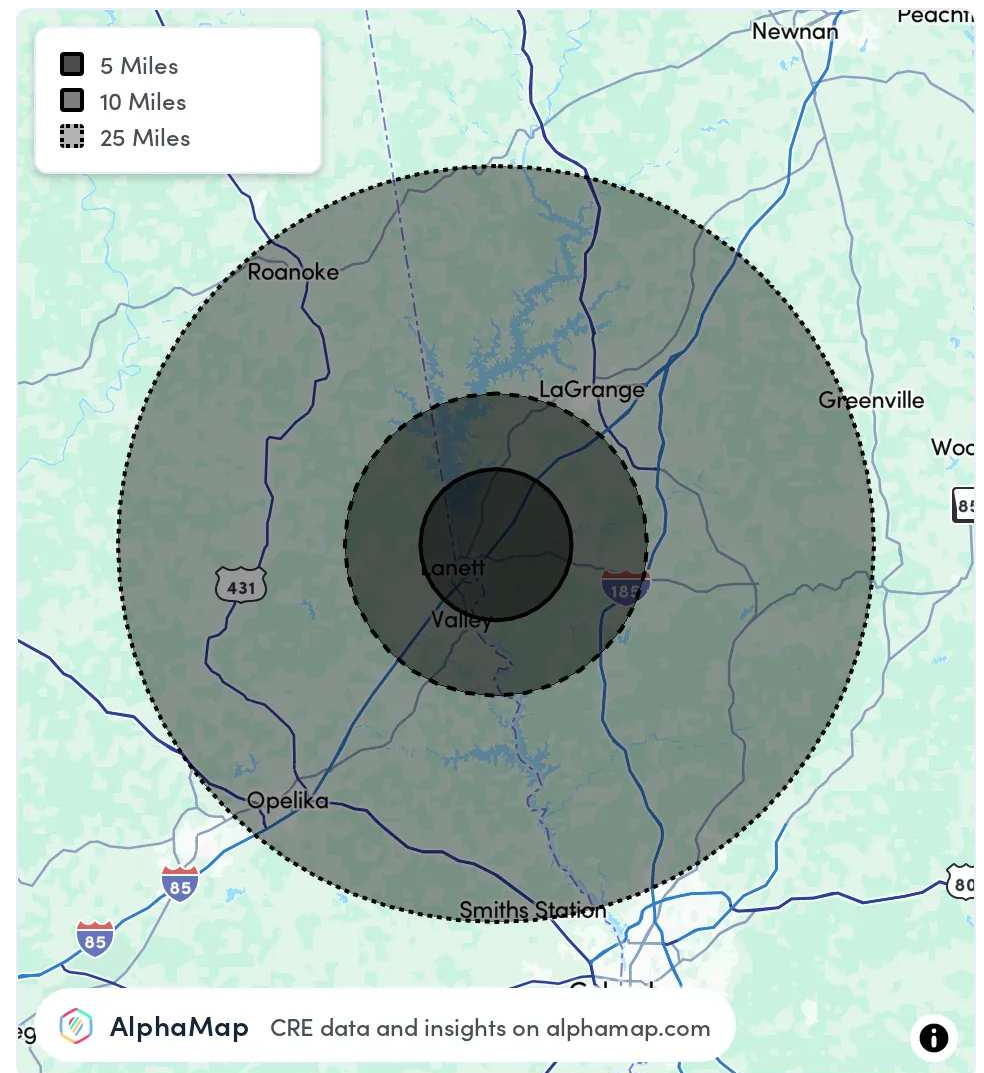 Newnan
5 Miles
10 Miles
25 Miles
Roanoke
LaGrange
Greenville
431
Lanett
185
Valley
Opelika
85
80
Smiths Station
85
AlphaMap CRE data and insights on alphamap.com